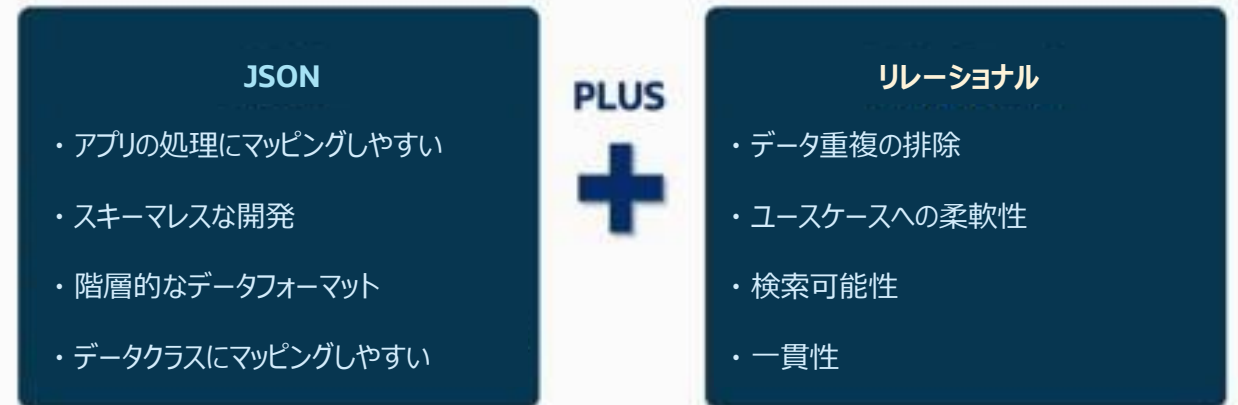 JSON
・アプリの処理にマッピングしやすい
・スキーマレスな開発
・階層的なデータフォーマット
・データクラスにマッピングしやすい
PLUS
リレーショナル
・データ重複の排除
・ユースケースへの柔軟性
・検索可能性
・一貫性